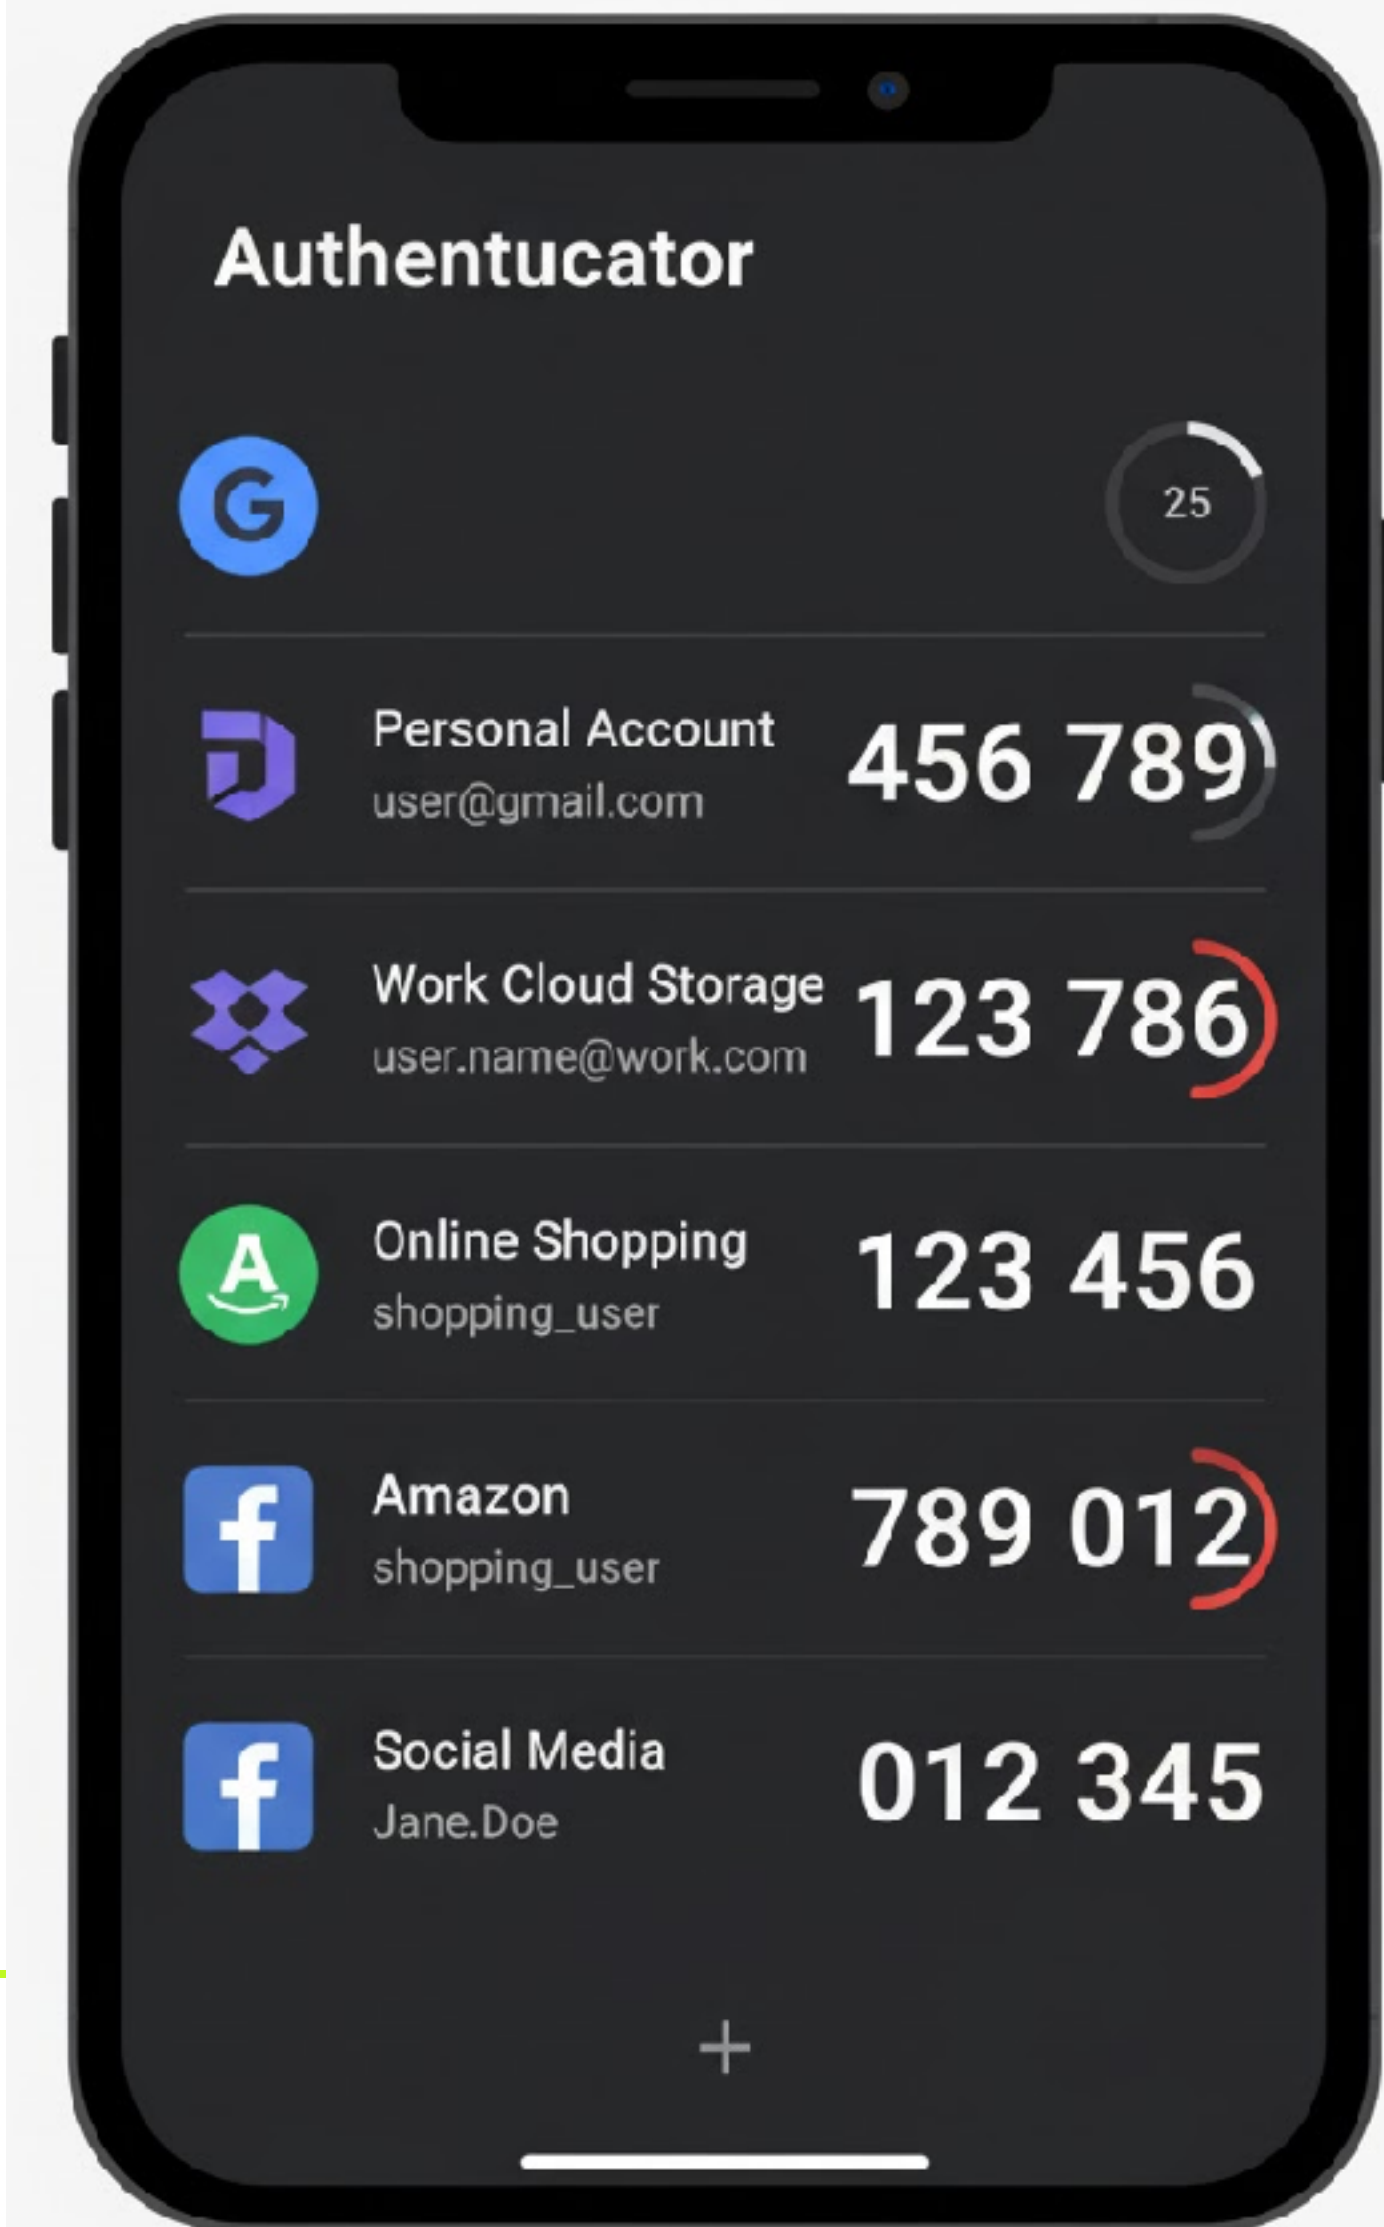 Authentucator
G
25
Personal Account 456 789
user@gmail.com
Work Cloud Storage 123 786
user.name@work.com
A
Online Shopping 123 456
shopping_user
f
Amazon 789 012
shopping_user
f
Social Media 012 345
Jane.Doe
+